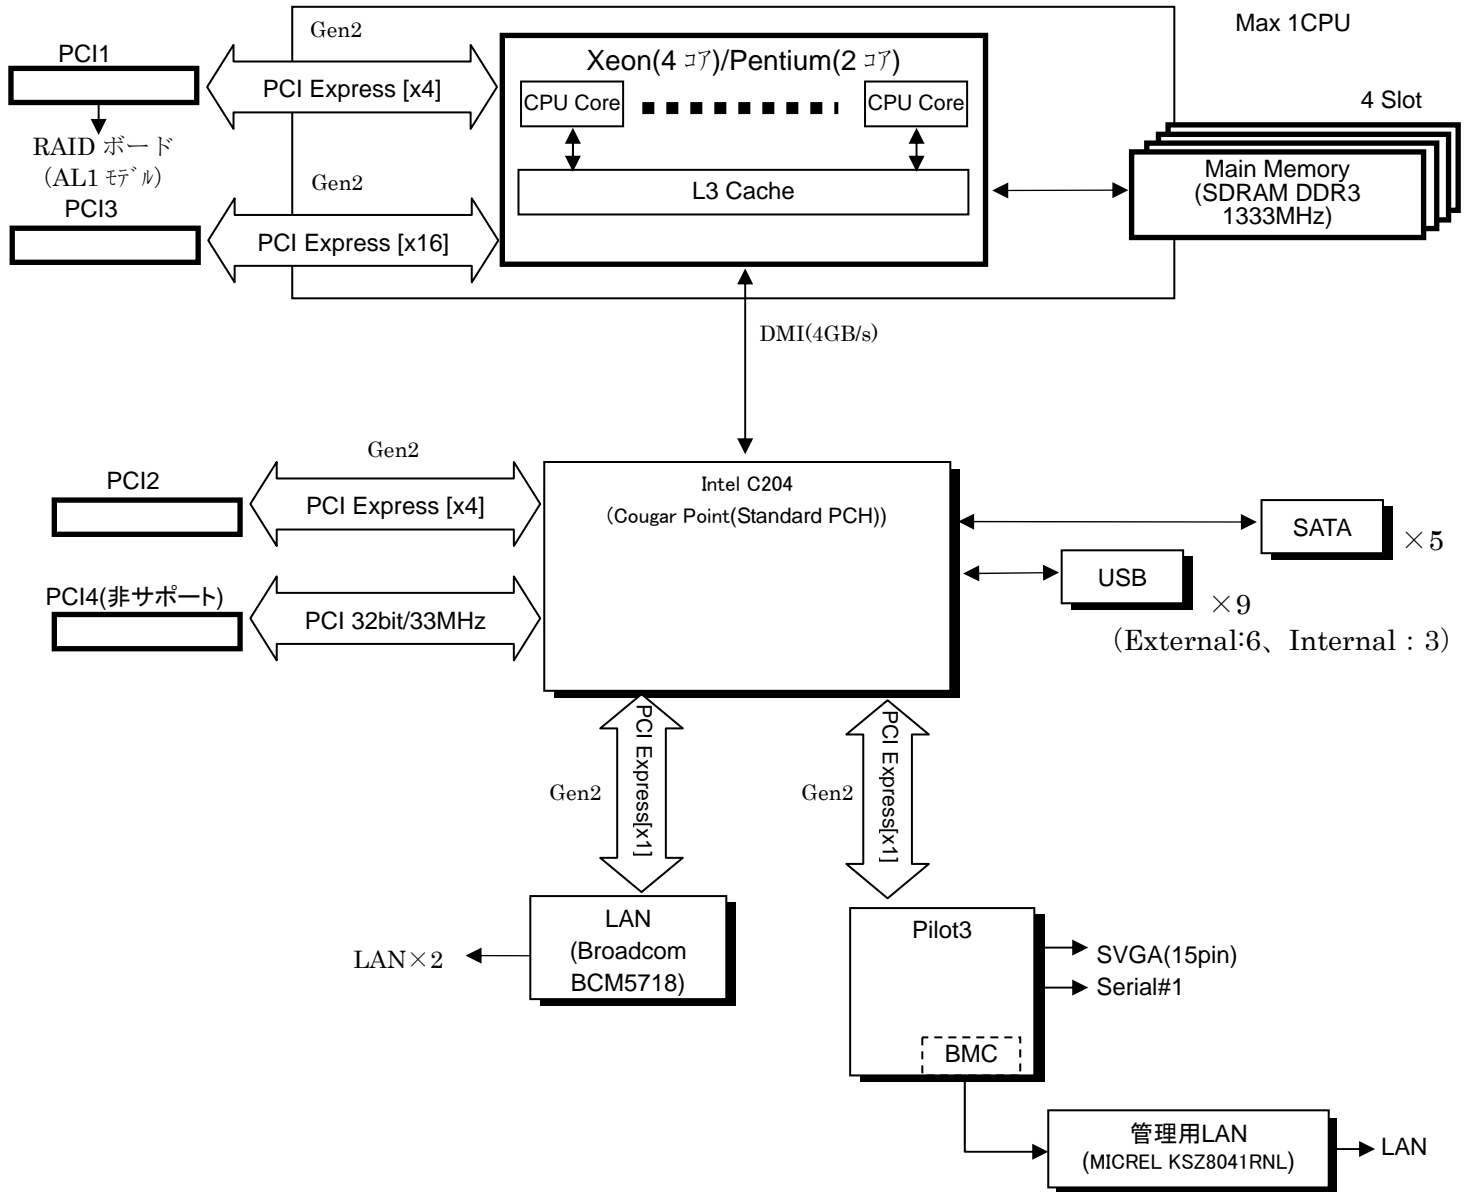 Max 1CPU
Gen2
PCI1
PCI Express [x4]
Xeon(4 ｺｱ)/Pentium(2 ｺｱ)
CPU Core
CPU Core
4 Slot
RAID ボード
(AL1 ﾓﾃﾞﾙ)
Gen2
L3 Cache
Main Memory
(SDRAM DDR3
1333MHz)
PCI3
PCI Express [x16]
DMI(4GB/s)
Gen2
PCI2
PCI Express [x4]
Intel C204
(Cougar Point(Standard PCH))
SATA
×5
USB
×9
(External:6、Internal：3)
PCI4(非サポート)
PCI 32bit/33MHz
PCI Express[x1]
Gen2
PCI Express[x1]
Gen2
LAN
(Broadcom
BCM5718)
LAN×2
Pilot3
SVGA(15pin)
Serial#1
BMC
管理用LAN
(MICREL KSZ8041RNL)
LAN